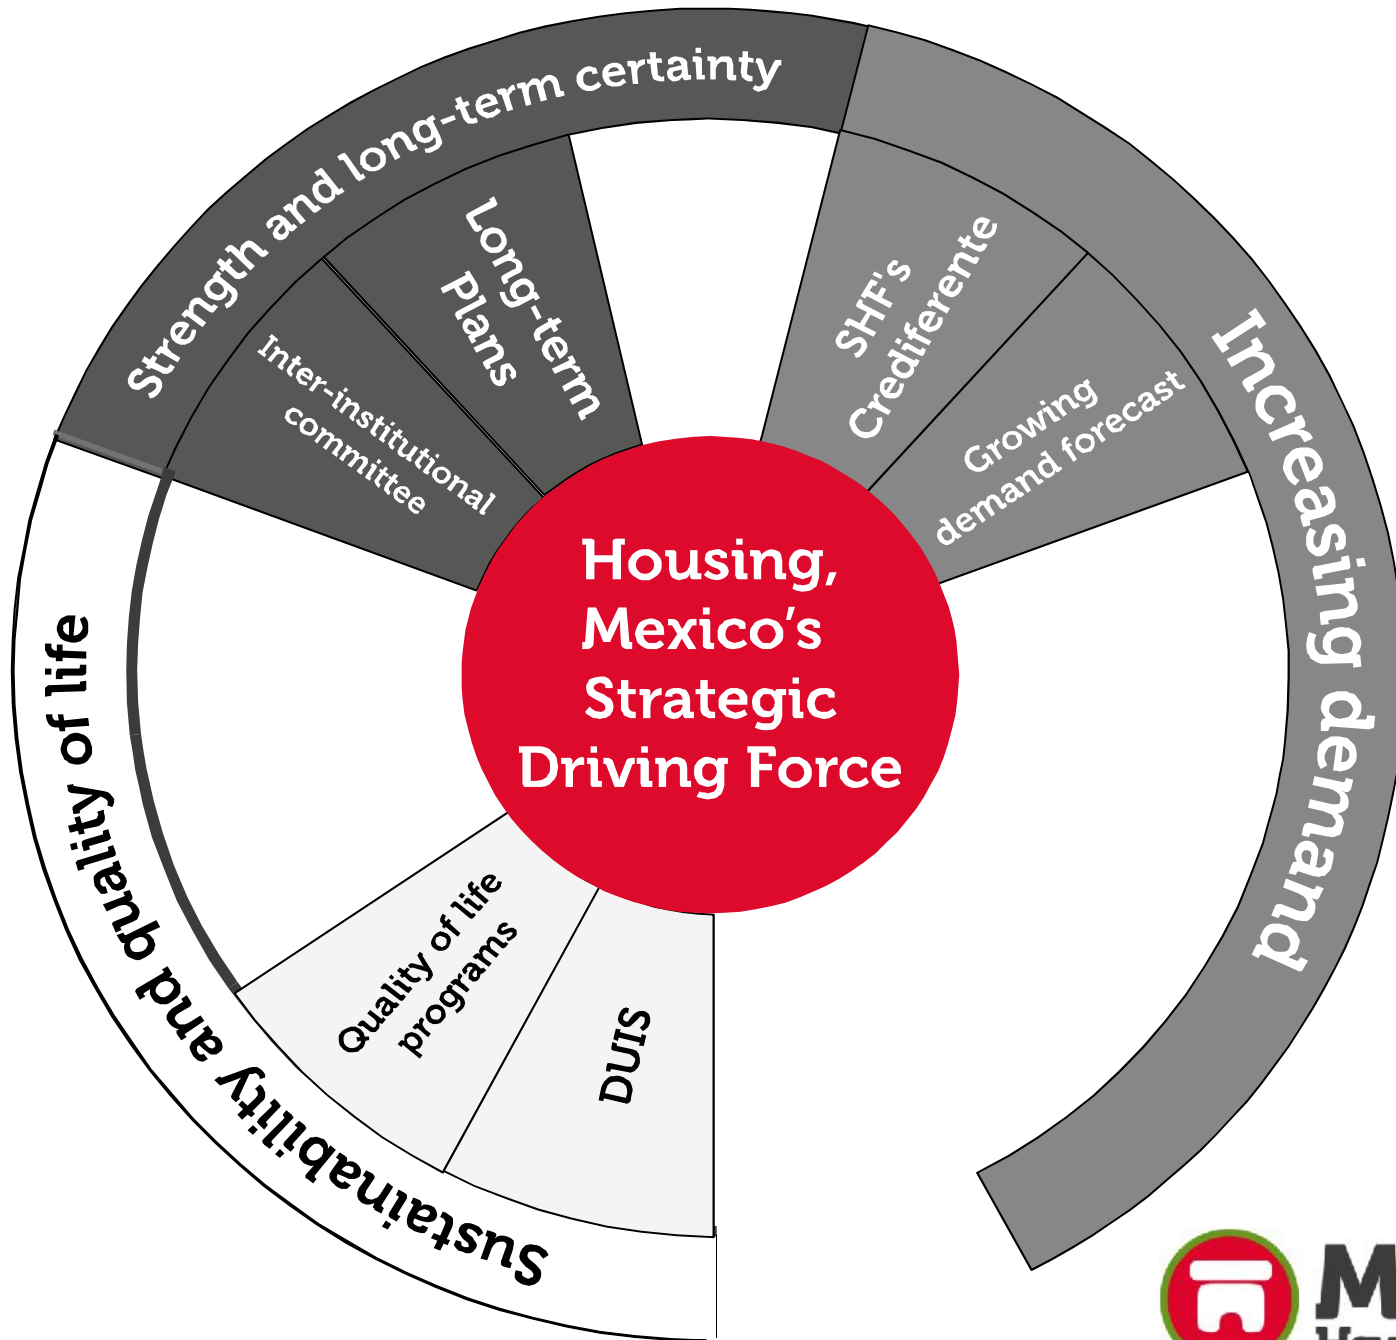 Strength and long-term certainty
Long-term
Plans
Inter-institutional
committee
SHF's
Crediferente
Growing
demand forecast
Increasing demand
Housing,
Mexico’s
Strategic
Driving Force
Quality of life
programs
DUIS
Sustainability and quality of life
M